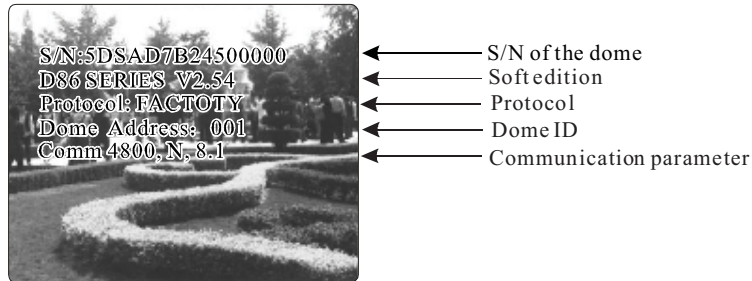 S/N:5DSAD7B24500000
D86 SERIES V2.54
Protocol: FACTOTY
Dome Address: 001
Comm 4800, N, 8.1
S/N of the dome
Soft edition
Protocol
Dome ID
Communication parameter